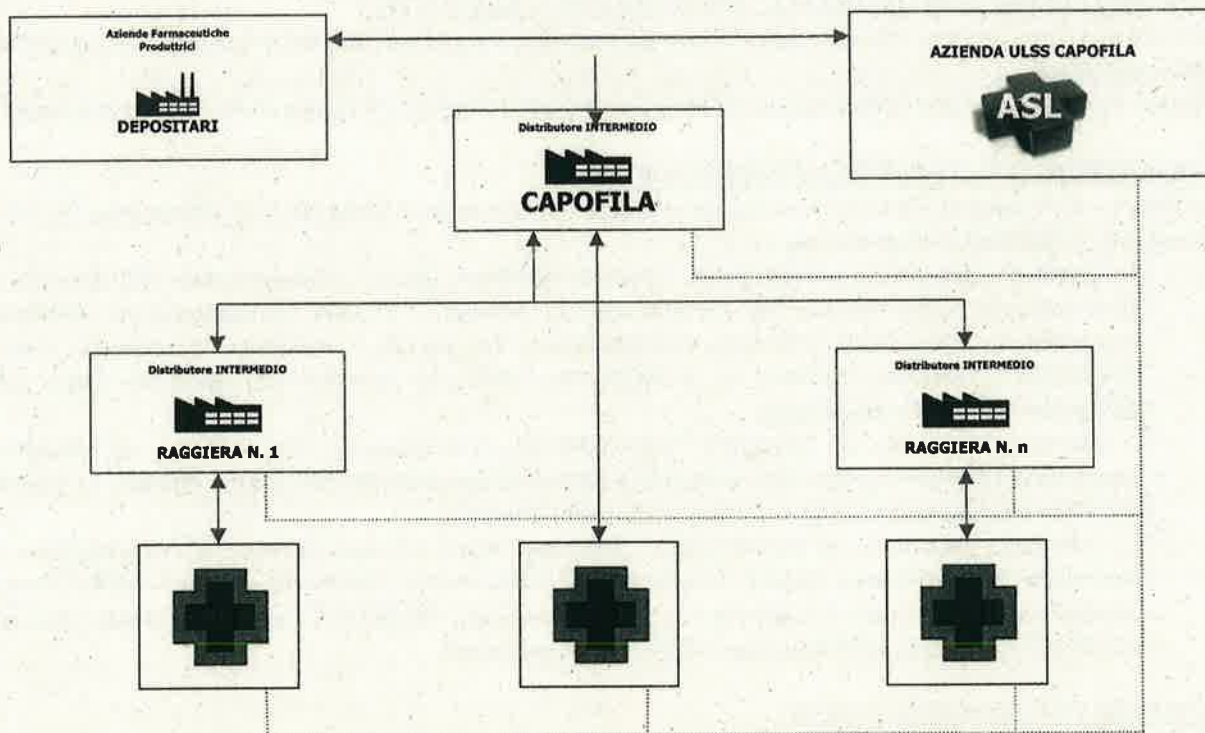 Aziende Farmaceutiche
Produttrici
DEPOSITARI
AZIENDA ULSS CAPOFILA
ASL
Distributore INTERMEDIO
CAPOFILA
Distributore INTERMEDIO
RAGGIERA N. 1
Distributore INTERMEDIO
RAGGIERA N. n